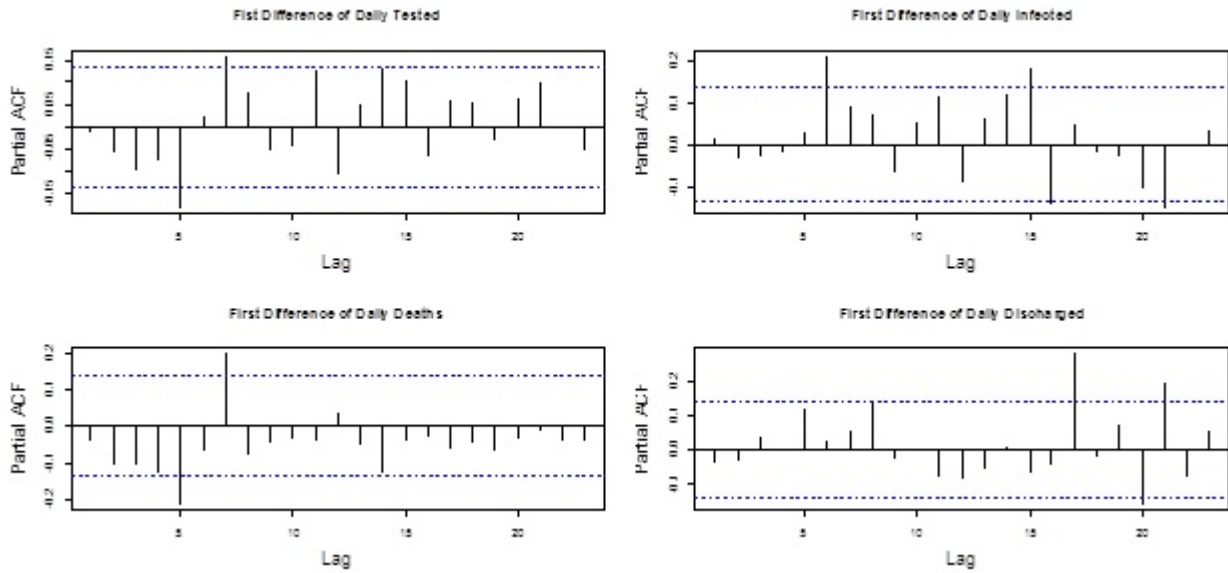 Fist Difference of Daily Tested
Partial ACF
0.15
0.05
-0.05
-0.15
5
10
15
20
Lag
First Difference of Daily Infected
Partial ACF
0.2
0.1
0.0
-0.1
5
10
15
20
Lag
First Difference of Daily Deaths
Partial ACF
0.2
0.1
0.0
-0.1
-0.2
5
10
15
20
Lag
First Difference of Daily Discharged
Partial ACF
0.2
0.1
0.0
-0.1
5
10
15
20
Lag